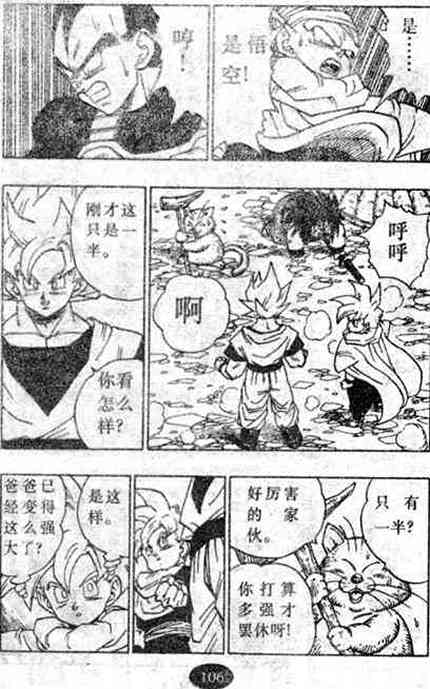 是……
是悟
空!
哼!
呼
呼
啊
刚才这
只是一
半。
你看
怎么
样?
只有
一半?
好厉害
的家
伙。
你打算
多强才
罢休呀!
是这
样。
爸爸已
经变得
这么强
大了?
106